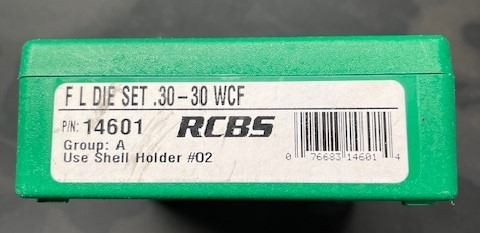 F L DIE SET .30-30 WCF
P/N: 14601 RCBS
Group: A
Use Shell Holder #02
0 76683 14601 4